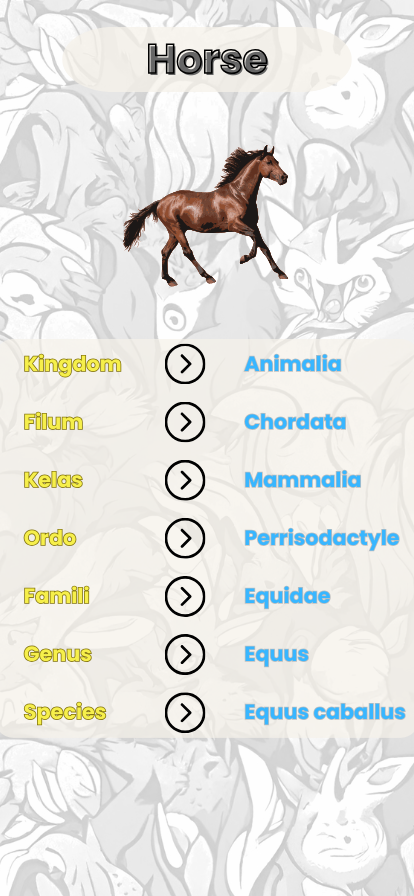 Horse
Kingdom Animalia
Filum Chordata
Kelas Mammalia
Ordo Perrisodactyle
Famili Equidae
Genus Equus
Species Equus caballus